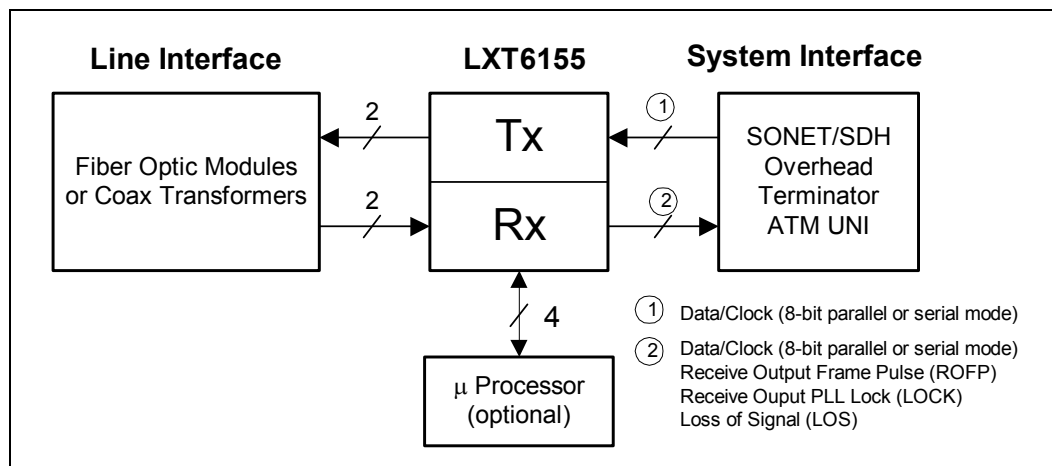 Line Interface
LXT6155
System Interface
2
1
Tx
SONET/SDH
Overhead
Terminator
ATM UNI
Fiber Optic Modules
or Coax Transformers
2
Rx
2
4
μ Processor
(optional)
1 Data/Clock (8-bit parallel or serial mode)
2 Data/Clock (8-bit parallel or serial mode)
Receive Output Frame Pulse (ROFP)
Receive Ouput PLL Lock (LOCK)
Loss of Signal (LOS)